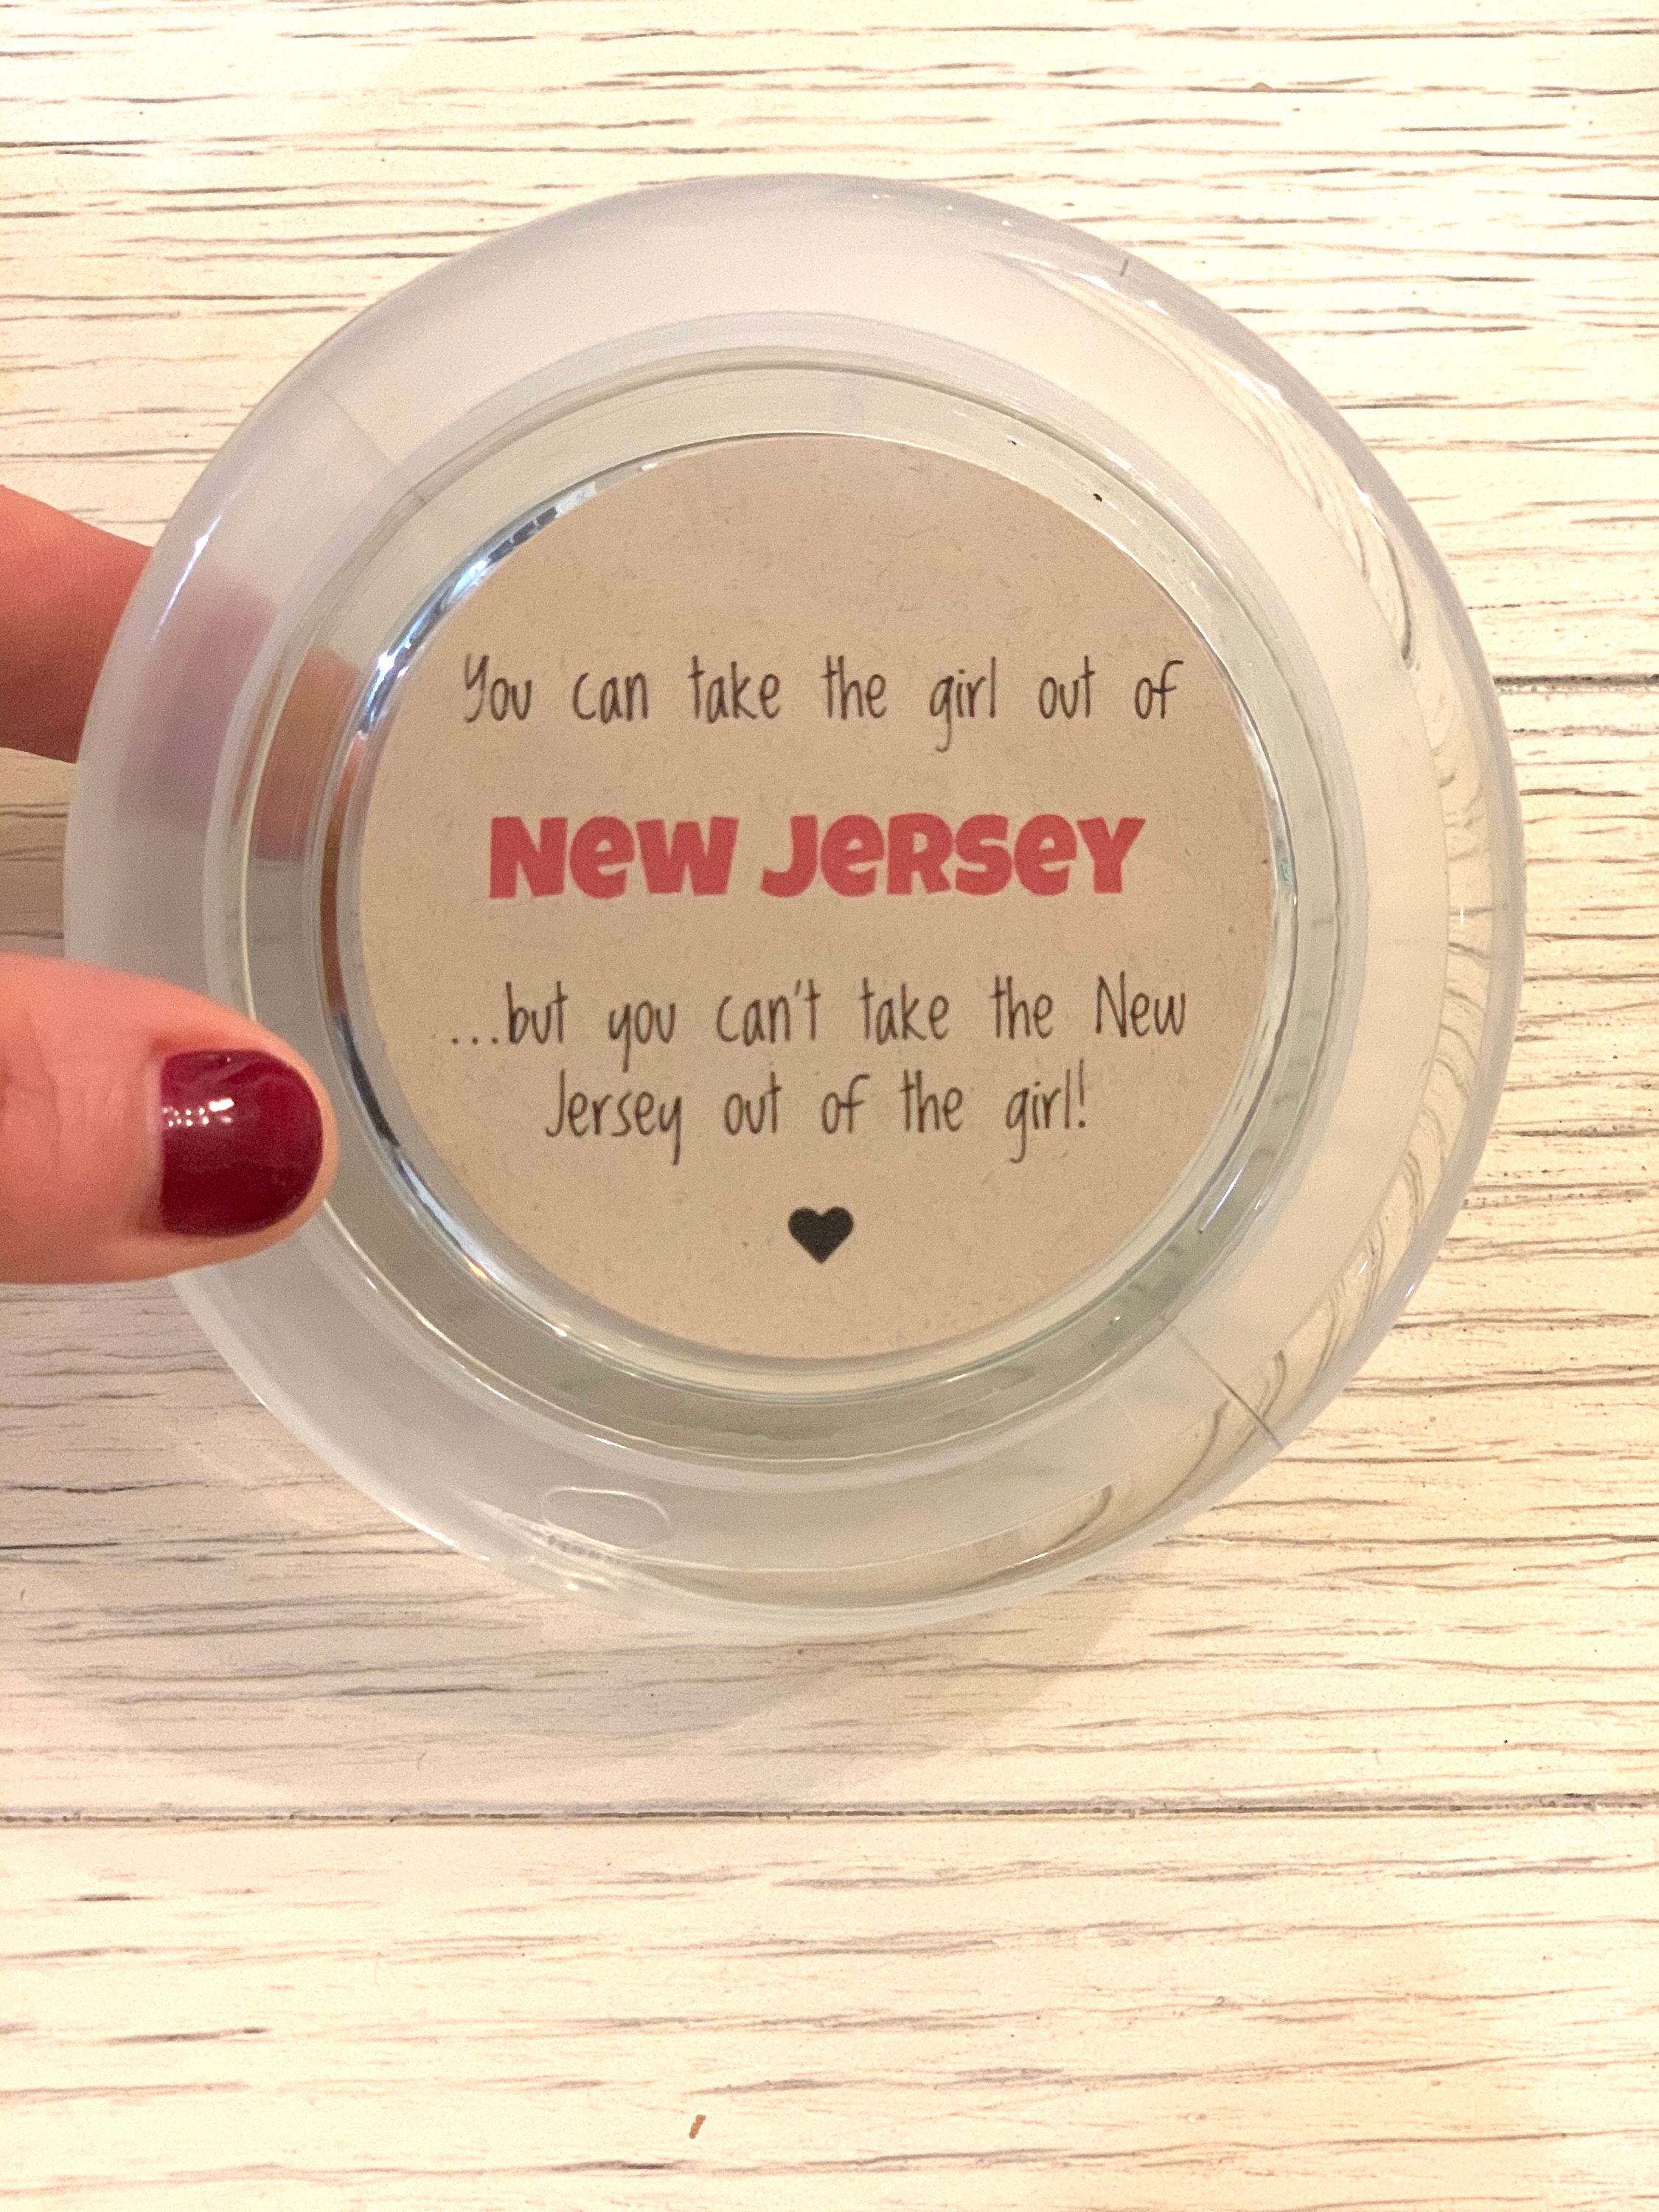 You can take the girl out of
NeW JeRSeY
...but you can't take the New
Jersey out of the girl!